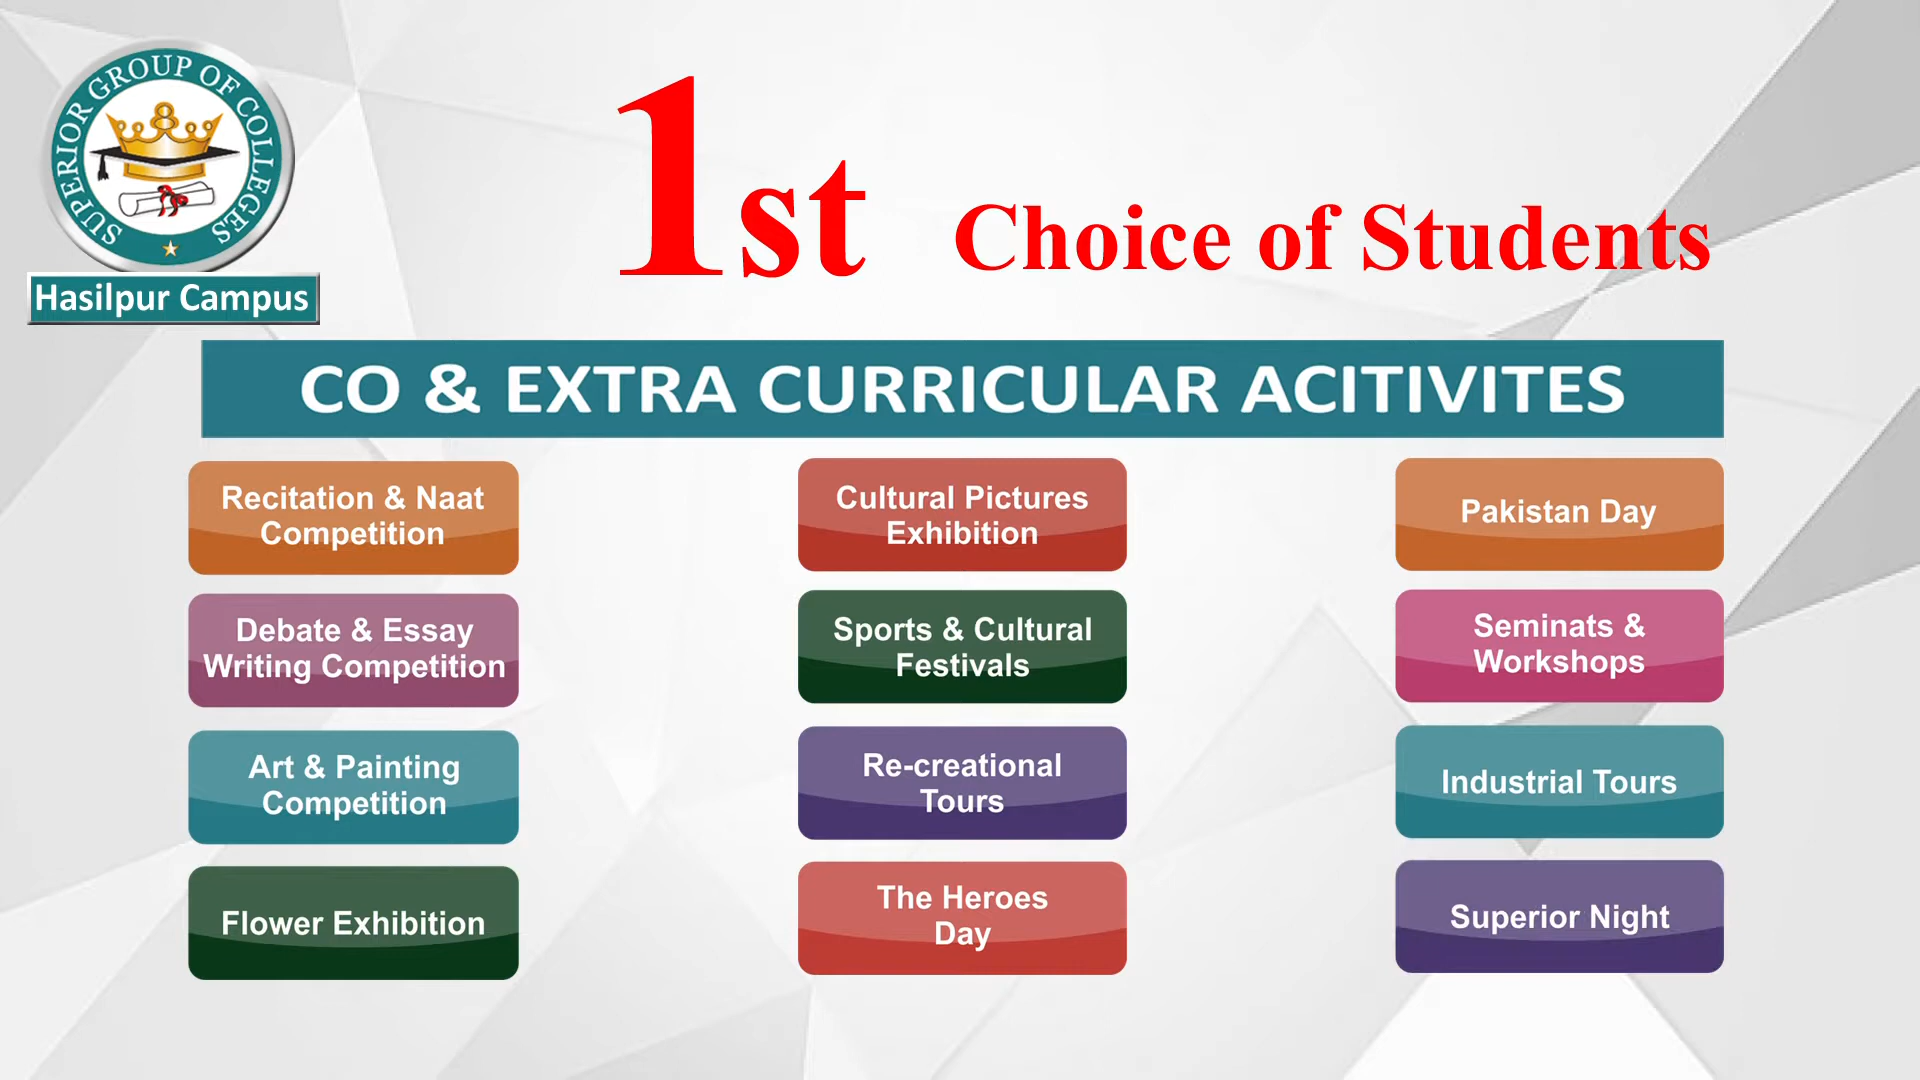 SUPERIOR GROUP OF COLLEGES
Hasilpur Campus
1st Choice of Students
CO & EXTRA CURRICULAR ACITIVITES
Recitation & Naat
Competition
Cultural Pictures
Exhibition
Pakistan Day
Debate & Essay
Writing Competition
Sports & Cultural
Festivals
Seminats &
Workshops
Art & Painting
Competition
Re-creational
Tours
Industrial Tours
Flower Exhibition
The Heroes
Day
Superior Night